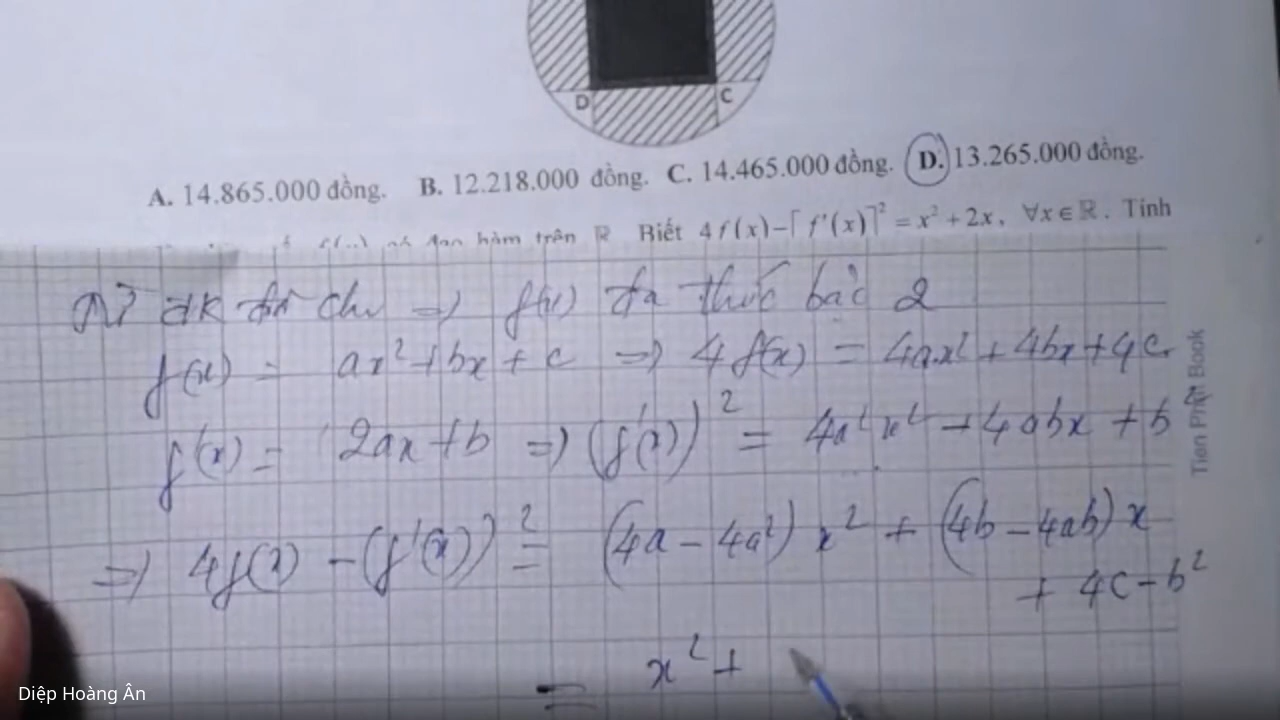 D C
A. 14.865.000 đồng. B. 12.218.000 đồng. C. 14.465.000 đồng. D. 13.265.000 đồng.
Biết 4f(x)−[f'(x)]² = x² + 2x, ∀x∈ℝ. Tính
Từ đk đề cho ⇒ f(x) đa thức bậc 2
f(x) = ax² + bx + c ⇒ 4f(x) = 4ax² + 4bx + 4c
f'(x) = 2ax + b ⇒ (f'(x))² = 4a²x² + 4abx + b²
⇒ 4f(x) − (f'(x))² = (4a − 4a²)x² + (4b − 4ab)x
+ 4c − b²
= x² +
Tien Phat Book
Diệp Hoàng Ân